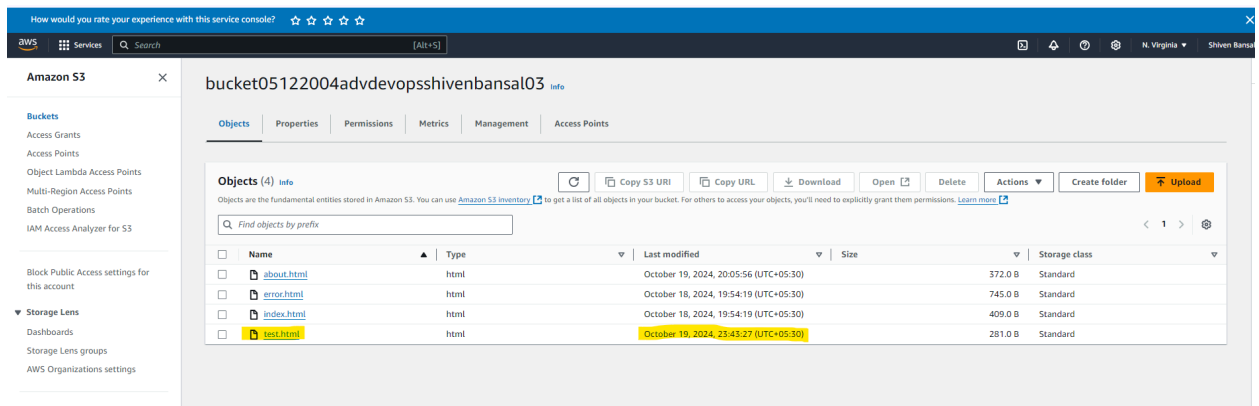 How would you rate your experience with this service console?
aws Services Search [Alt+S] N. Virginia ▼ Shiven Bansal
Amazon S3
Buckets
Access Grants
Access Points
Object Lambda Access Points
Multi-Region Access Points
Batch Operations
IAM Access Analyzer for S3
Block Public Access settings for
this account
▼ Storage Lens
Dashboards
Storage Lens groups
AWS Organizations settings
bucket05122004advdevopsshivenbansal03 Info
Objects Properties Permissions Metrics Management Access Points
Objects (4) Info Copy S3 URI Copy URL Download Open Delete Actions ▼ Create folder Upload
Objects are the fundamental entities stored in Amazon S3. You can use Amazon S3 inventory to get a list of all objects in your bucket. For others to access your objects, you'll need to explicitly grant them permissions. Learn more
Find objects by prefix 1
Name Type Last modified Size Storage class
about.html html October 19, 2024, 20:05:56 (UTC+05:30) 372.0 B Standard
error.html html October 18, 2024, 19:54:19 (UTC+05:30) 745.0 B Standard
index.html html October 18, 2024, 19:54:19 (UTC+05:30) 409.0 B Standard
test.html html October 19, 2024, 23:43:27 (UTC+05:30) 281.0 B Standard